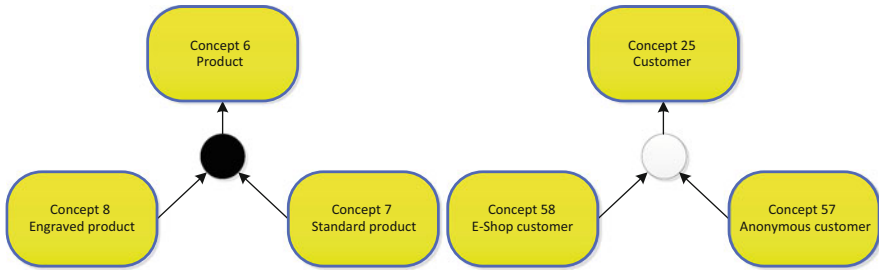 Concept 6
Product
Concept 25
Customer
Concept 8
Engraved product
Concept 7
Standard product
Concept 58
E-Shop customer
Concept 57
Anonymous customer